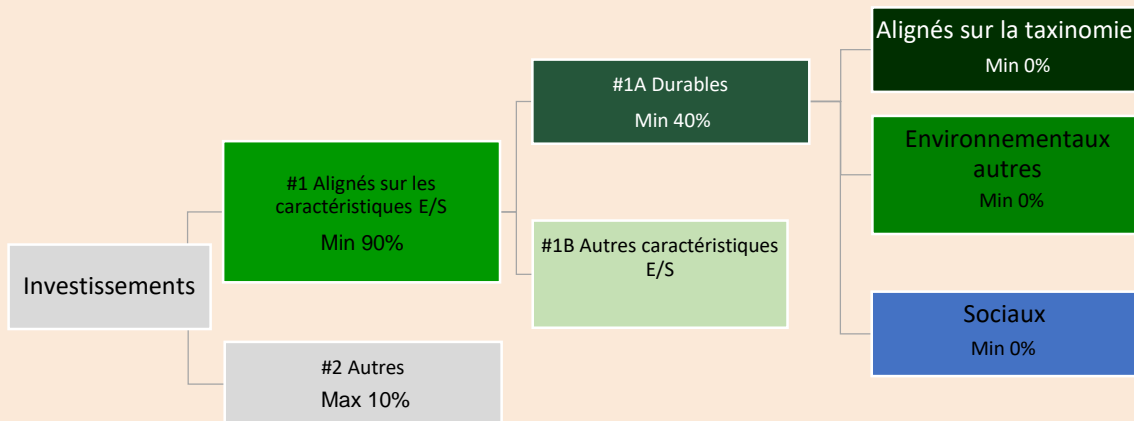 Investissements
#1 Alignés sur les
caractéristiques E/S
Min 90%
#2 Autres
Max 10%
#1A Durables
Min 40%
#1B Autres caractéristiques
E/S
Alignés sur la taxinomie
Min 0%
Environnementaux
autres
Min 0%
Sociaux
Min 0%